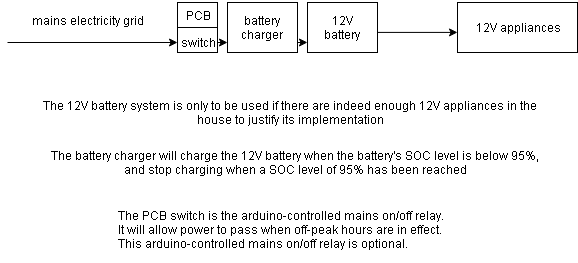 mains electricity grid
PCB
switch
battery
charger
12V
battery
12V appliances
The 12V battery system is only to be used if there are indeed enough 12V appliances in the
house to justify its implementation
The battery charger will charge the 12V battery when the battery's SOC level is below 95%,
and stop charging when a SOC level of 95% has been reached
The PCB switch is the arduino-controlled mains on/off relay.
It will allow power to pass when off-peak hours are in effect.
This arduino-controlled mains on/off relay is optional.